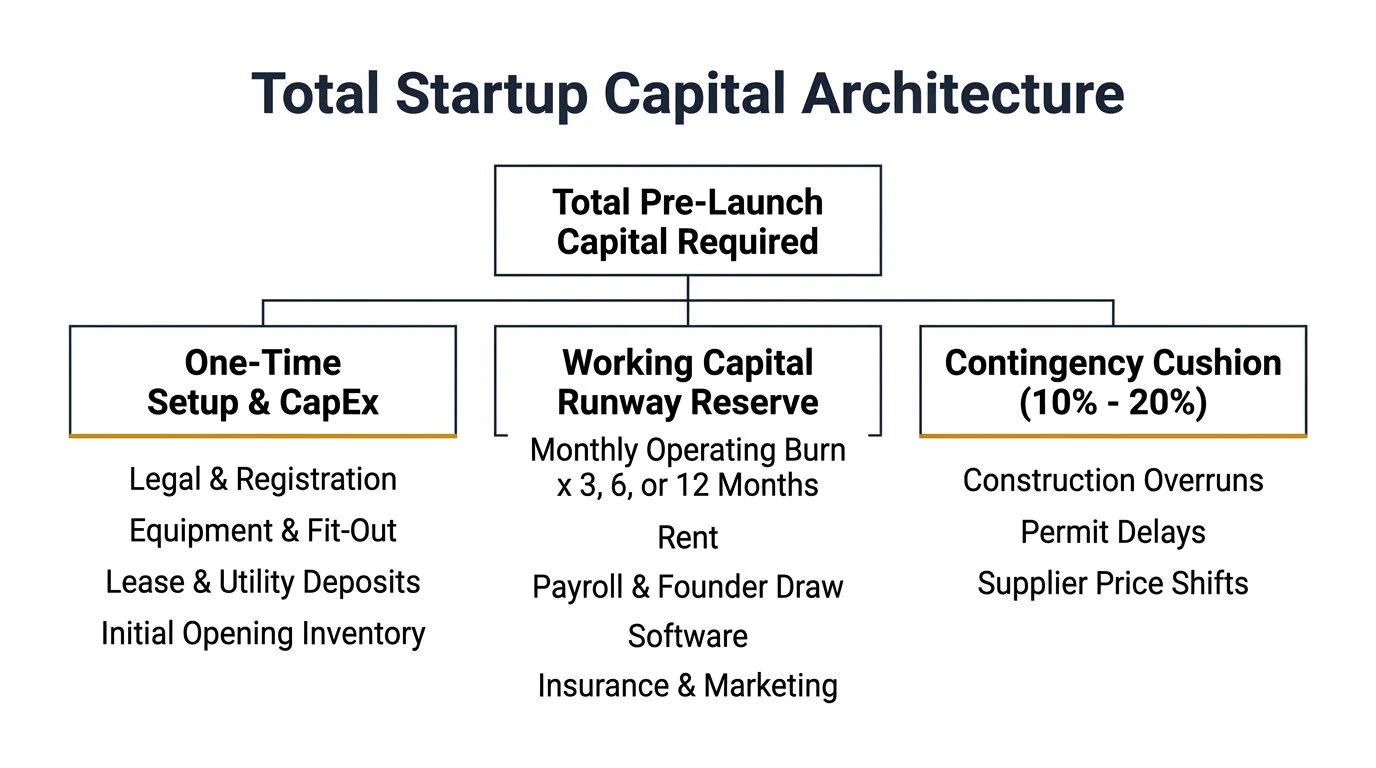 Total Startup Capital Architecture
Total Pre-Launch
Capital Required
One-Time
Setup & CapEx
Legal & Registration
Equipment & Fit-Out
Lease & Utility Deposits
Initial Opening Inventory
Working Capital
Runway Reserve
Monthly Operating Burn
x 3, 6, or 12 Months
Rent
Payroll & Founder Draw
Software
Insurance & Marketing
Contingency Cushion
(10% - 20%)
Construction Overruns
Permit Delays
Supplier Price Shifts